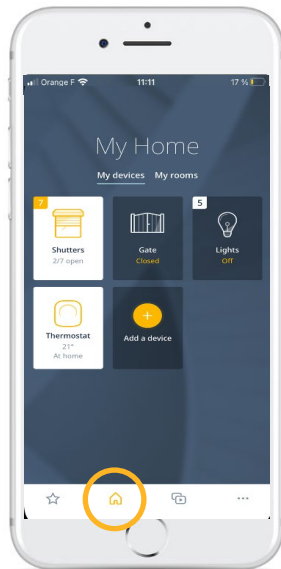 Orange F 11:11 17 %
My Home
My devices My rooms
7
5
Shutters
2/7 open
Gate
Closed
Lights
Off
Thermostat
21°
At home
+
Add a device
...